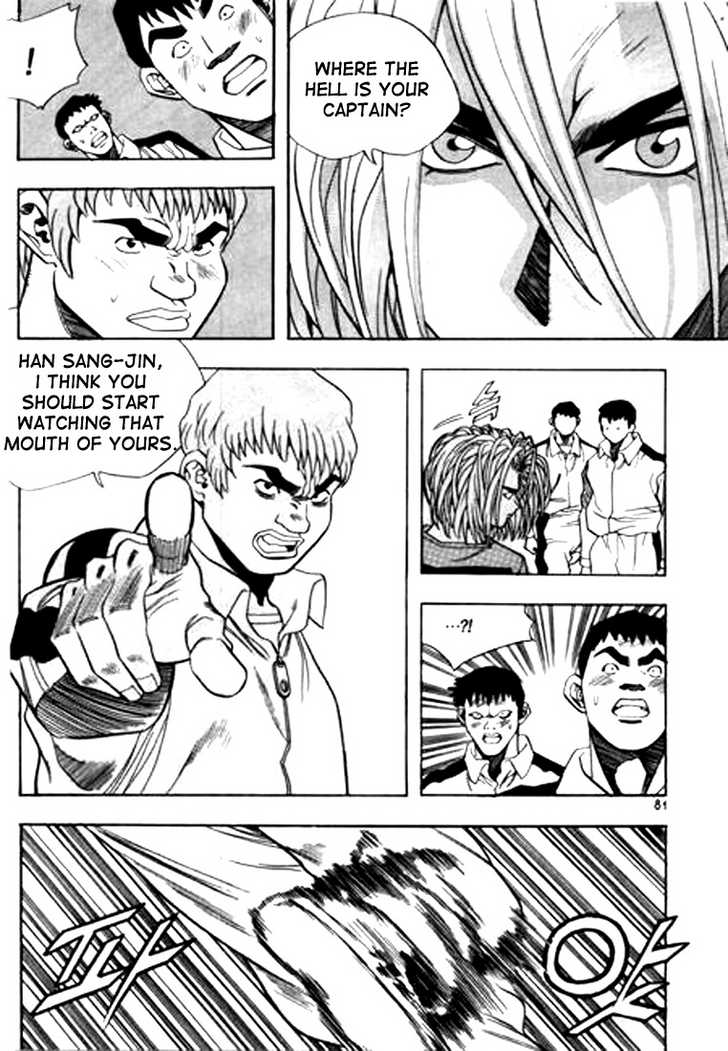 !
WHERE THE
HELL IS YOUR
CAPTAIN?
HAN SANG-JIN,
I THINK YOU
SHOULD START
WATCHING THAT
MOUTH OF YOURS.
...?!
81